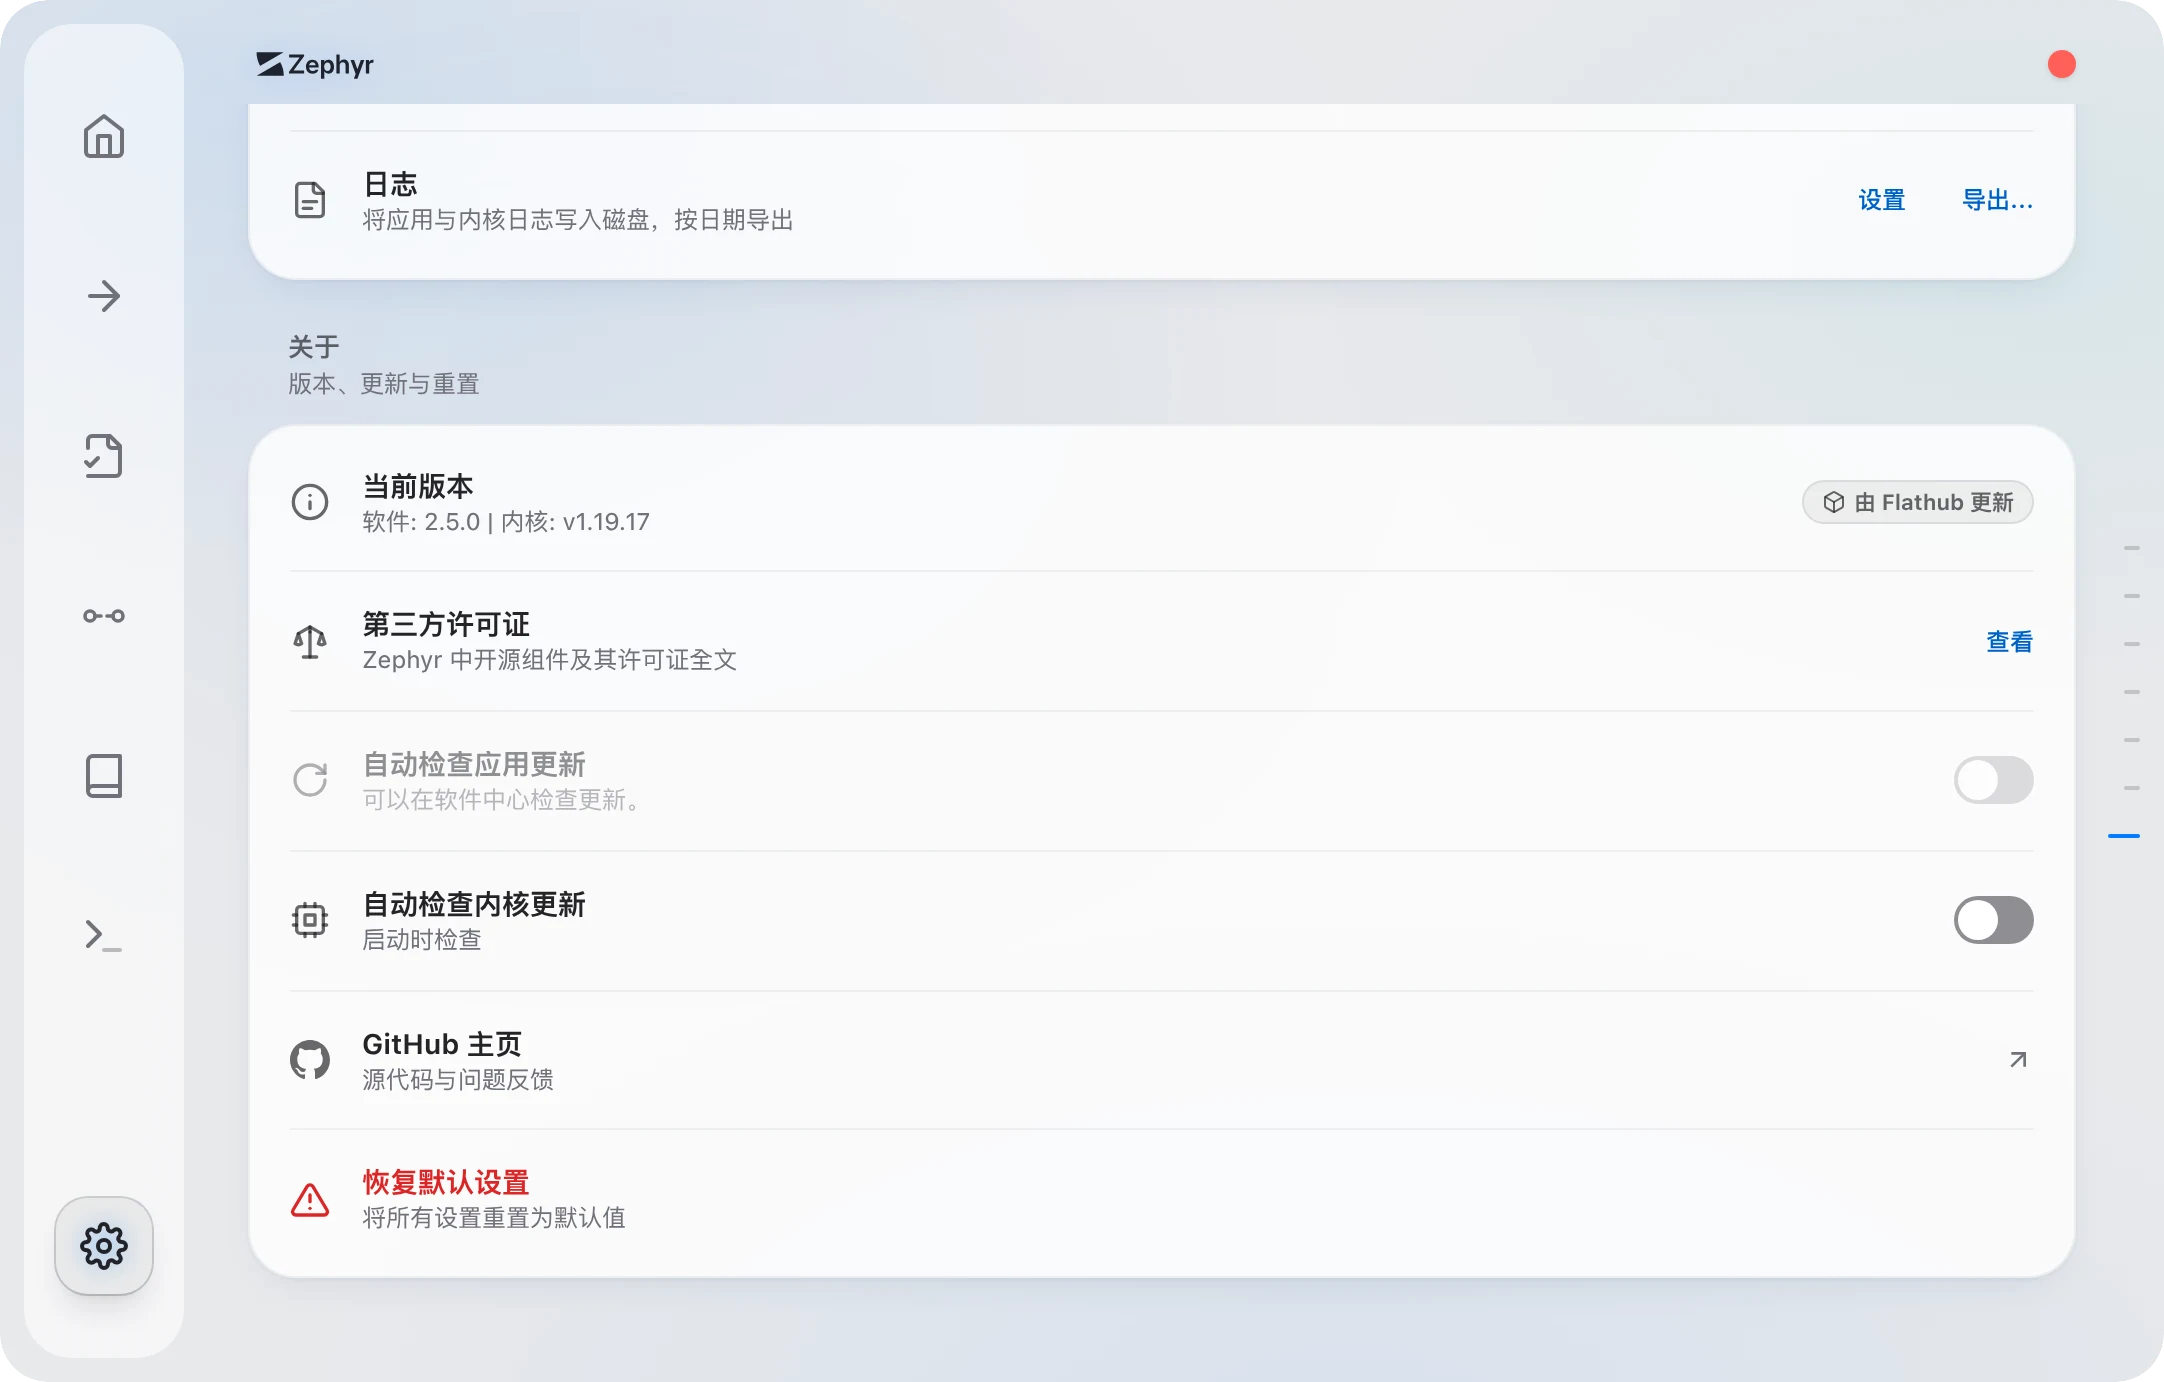 Zephyr
日志
将应用与内核日志写入磁盘，按日期导出
设置
导出...
关于
版本、更新与重置
当前版本
软件: 2.5.0 | 内核: v1.19.17
由 Flathub 更新
第三方许可证
Zephyr 中开源组件及其许可证全文
查看
自动检查应用更新
可以在软件中心检查更新。
自动检查内核更新
启动时检查
GitHub 主页
源代码与问题反馈
恢复默认设置
将所有设置重置为默认值